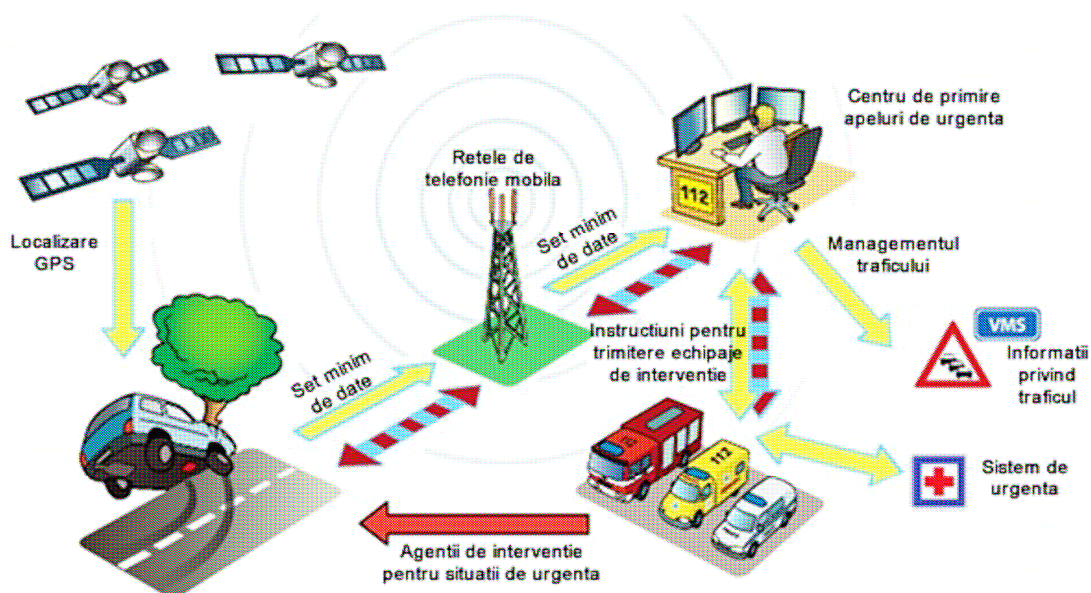 Centru de primire
apeluri de urgenta
Retele de
telefonie mobila
112
Localizare
GPS
Set minim
de date
Managementul
traficului
VMS
Informatii
privind
traficul
Instructiuni pentru
trimitere echipaje
de interventie
Set minim
de date
112
Sistem de
urgenta
Agentii de interventie
pentru situatii de urgenta